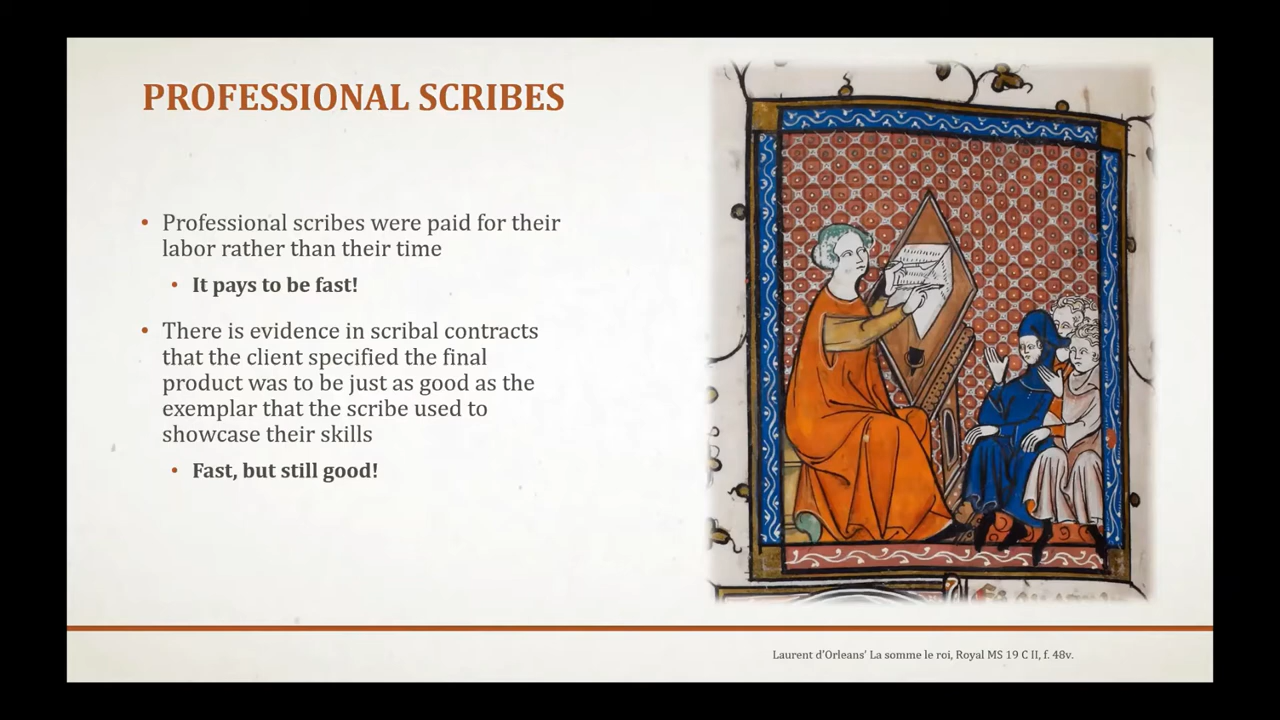 PROFESSIONAL SCRIBES
• Professional scribes were paid for their
labor rather than their time
• It pays to be fast!
• There is evidence in scribal contracts
that the client specified the final
product was to be just as good as the
exemplar that the scribe used to
showcase their skills
• Fast, but still good!
Laurent d'Orleans' La somme le roi, Royal MS 19 C II, f. 48v.